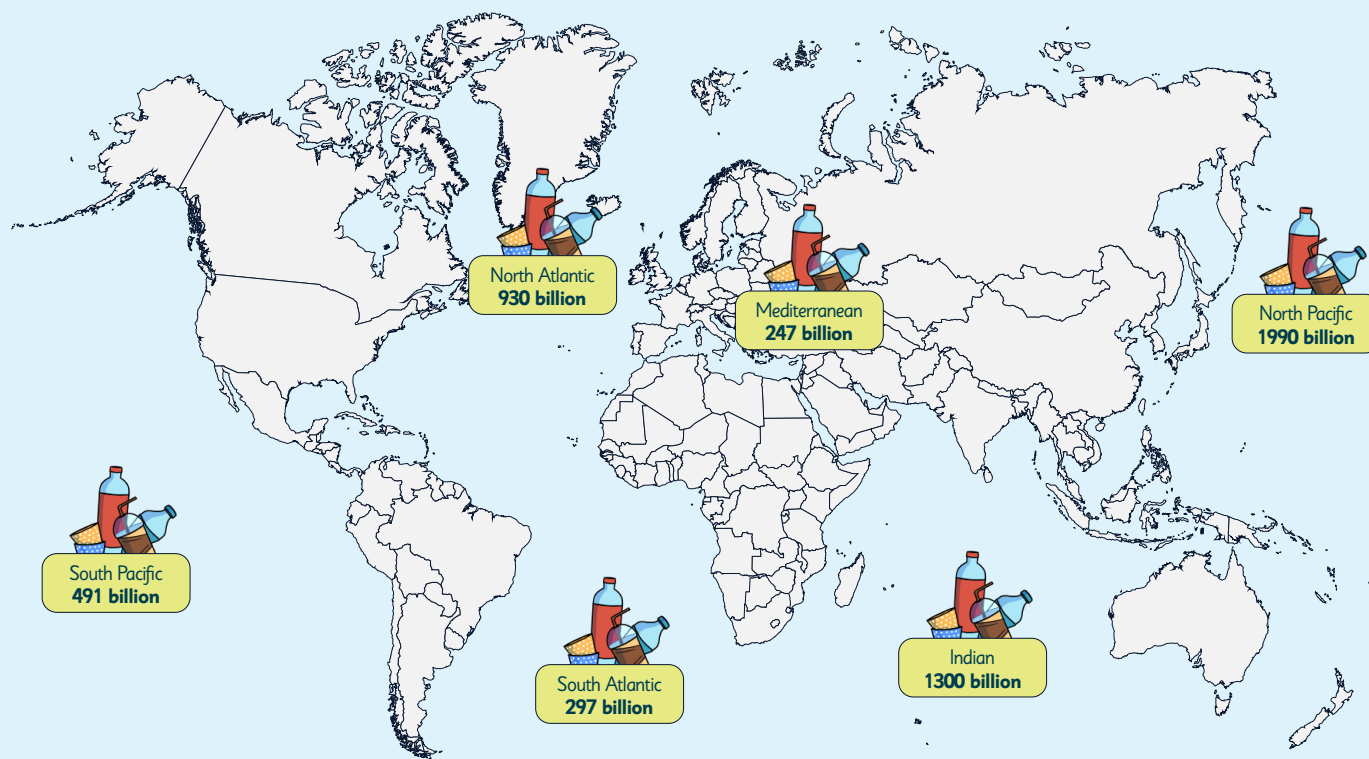 North Atlantic
930 billion
Mediterranean
247 billion
North Pacific
1990 billion
South Pacific
491 billion
South Atlantic
297 billion
Indian
1300 billion